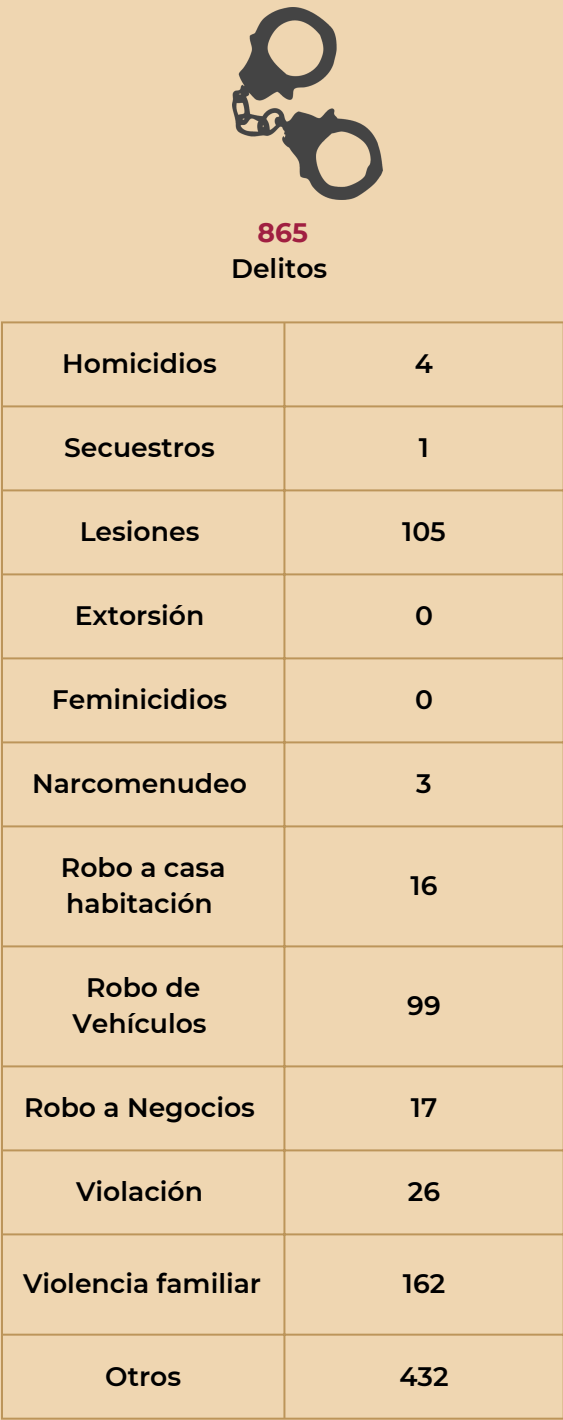 865
Delitos
Homicidios 4
Secuestros 1
Lesiones 105
Extorsión 0
Feminicidios 0
Narcomenudeo 3
Robo a casa
habitación 16
Robo de
Vehículos 99
Robo a Negocios 17
Violación 26
Violencia familiar 162
Otros 432